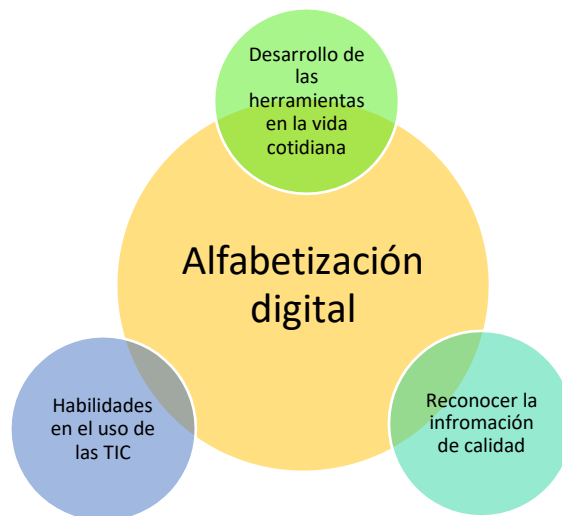 Desarrollo de
las
herramientas
en la vida
cotidiana
Alfabetización
digital
Habilidades
en el uso de
las TIC
Reconocer la
infromación
de calidad